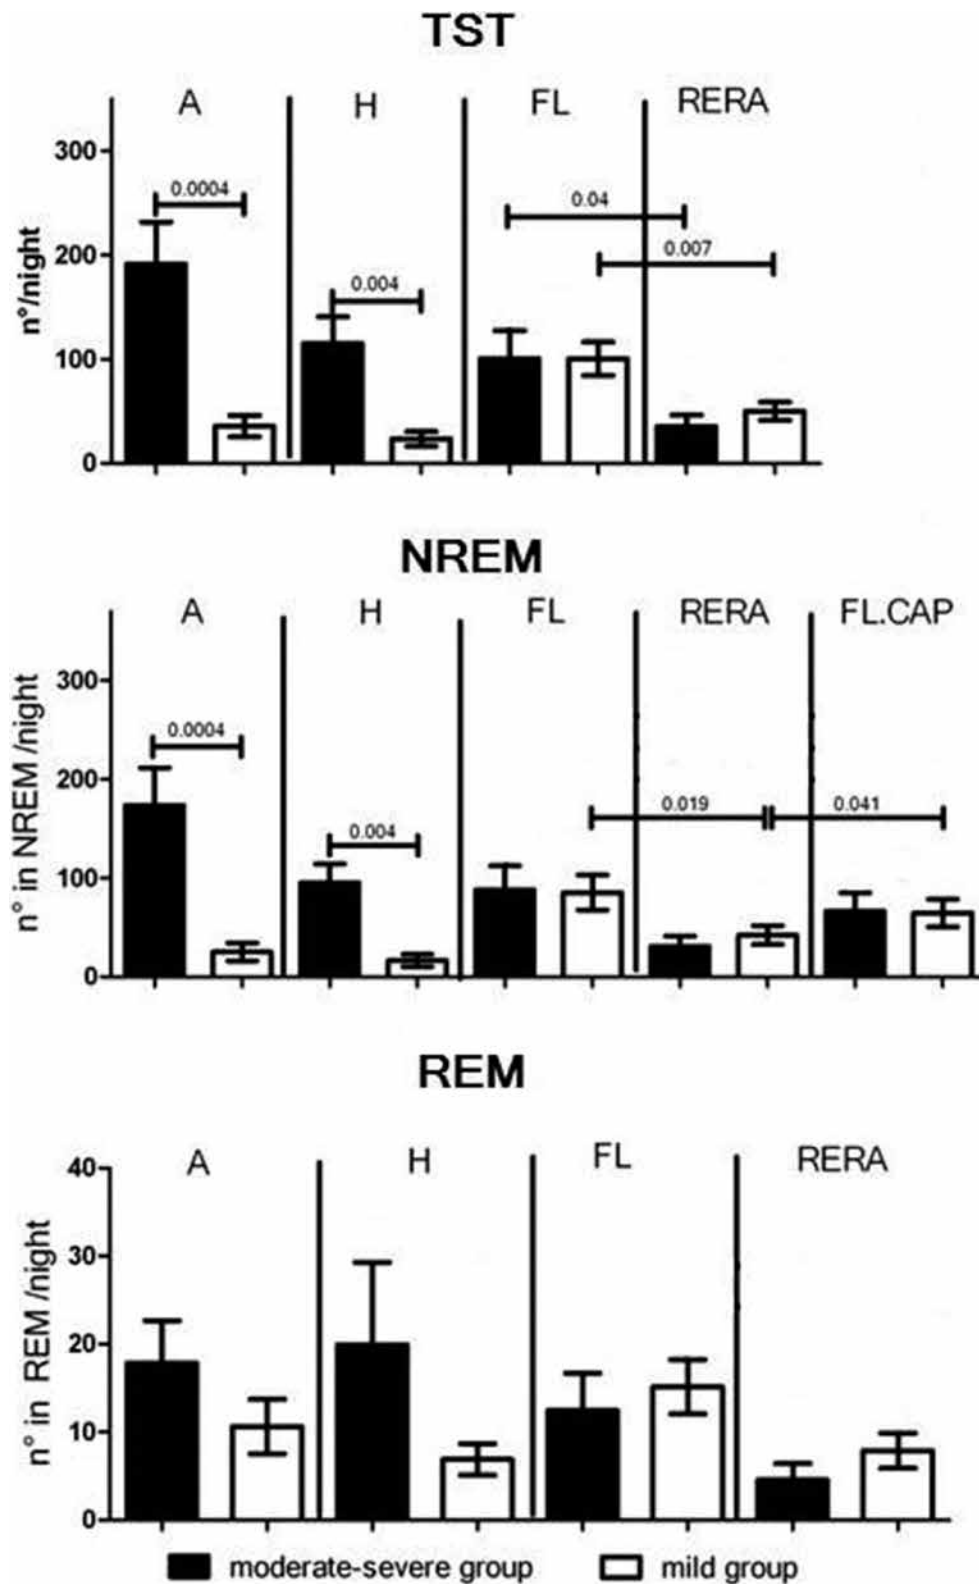 TST
A H FL RERA
n°/night
300
200
100
0
0.0004
0.004
0.04
0.007
NREM
A H FL RERA FL.CAP
n° in NREM /night
300
200
100
0
0.0004
0.004
0.019
0.041
REM
A H FL RERA
n° in REM /night
40
30
20
10
0
moderate-severe group mild group